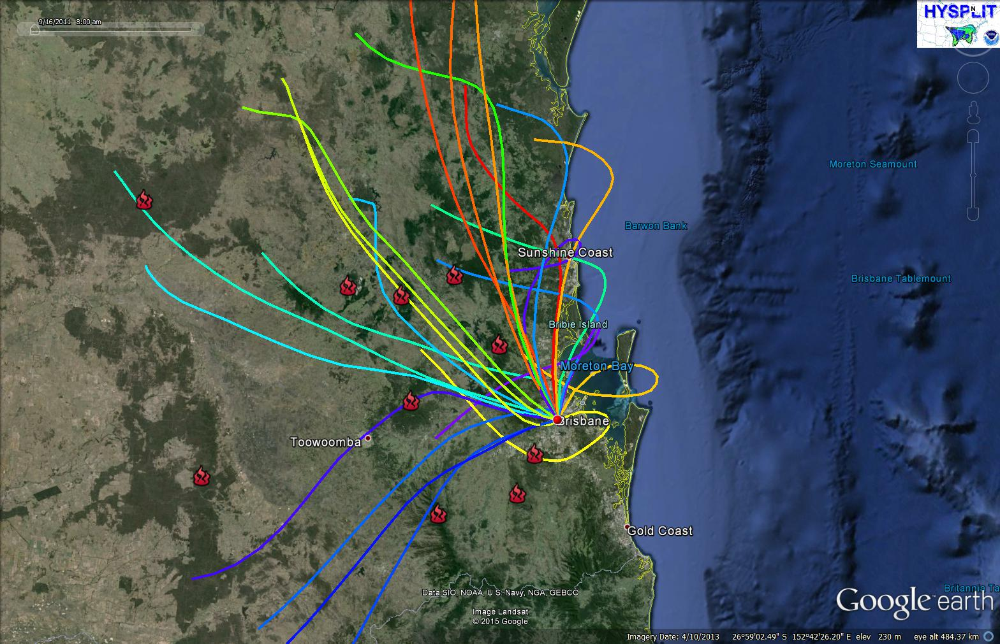 9/16/2011 8:00 am
HYSPLIT
N
Moreton Seamount
Barwon Bank
Sunshine Coast
Brisbane Tablemount
Bribie Island
Moreton Bay
Brisbane
Toowoomba
Gold Coast
Britannia Ta
Data SIO, NOAA, U.S. Navy, NGA, GEBCO
Image Landsat
© 2015 Google
Google earth
Imagery Date: 4/10/2013 26°59'02.49" S 152°42'26.20" E elev 230 m eye alt 484.37 km